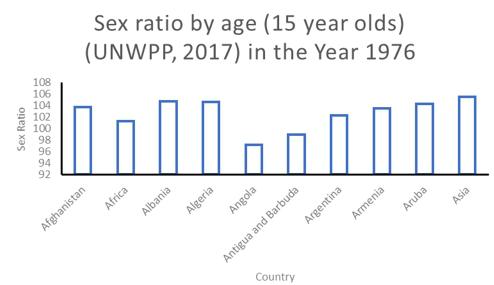 Sex ratio by age (15 year olds)
(UNWPP, 2017) in the Year 1976
108
106
104
102
100
98
96
94
92
Sex Ratio
Afghanistan
Africa
Albania
Algeria
Angola
Antigua and Barbuda
Argentina
Armenia
Aruba
Asia
Country